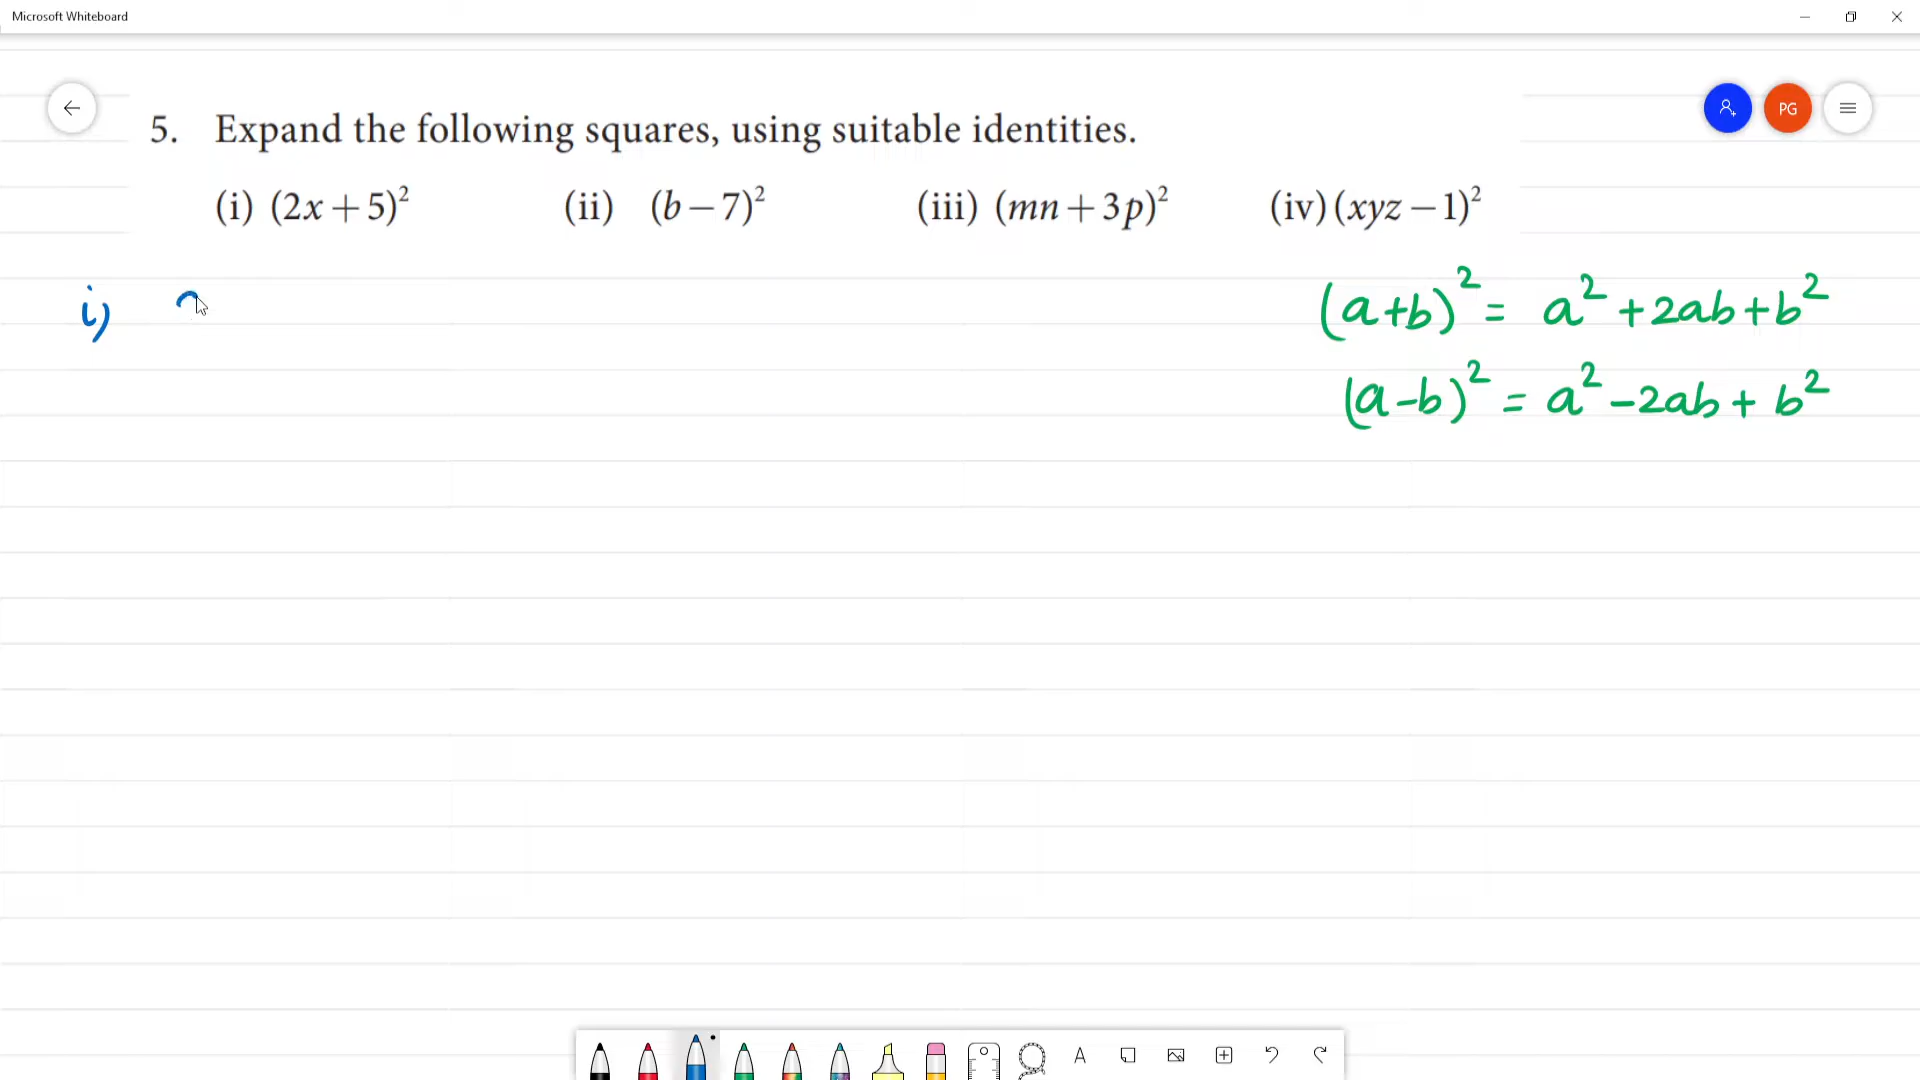 Microsoft Whiteboard
PG
5. Expand the following squares, using suitable identities.
(i) (2x + 5)² (ii) (b – 7)² (iii) (mn + 3p)² (iv) (xyz – 1)²
i)
(a+b)² = a² + 2ab + b²
(a-b)² = a² - 2ab + b²
A